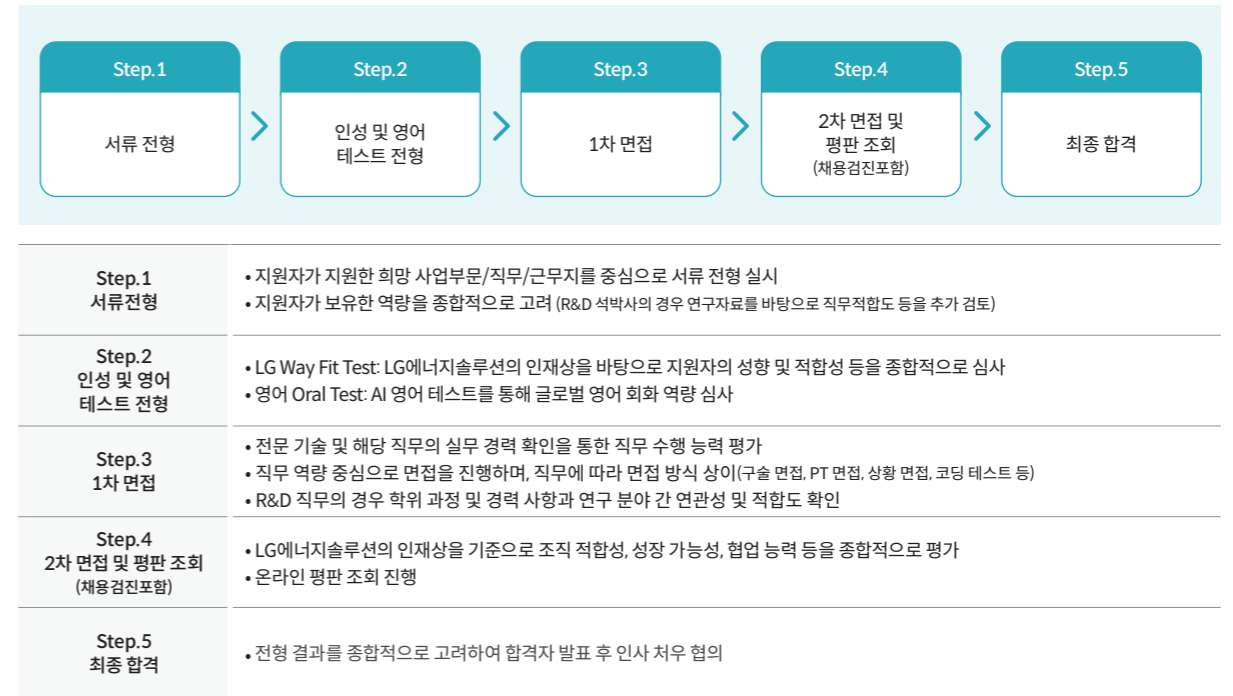 Step.1
서류 전형
Step.2
인성 및 영어
테스트 전형
Step.3
1차 면접
Step.4
2차 면접 및
평판 조회
(채용검진포함)
Step.5
최종 합격
Step.1
서류전형
• 지원자가 지원한 희망 사업부문/직무/근무지를 중심으로 서류 전형 실시
• 지원자가 보유한 역량을 종합적으로 고려 (R&D 석박사의 경우 연구자료를 바탕으로 직무적합도 등을 추가 검토)
Step.2
인성 및 영어
테스트 전형
• LG Way Fit Test: LG에너지솔루션의 인재상을 바탕으로 지원자의 성향 및 적합성 등을 종합적으로 심사
• 영어 Oral Test: AI 영어 테스트를 통해 글로벌 영어 회화 역량 심사
Step.3
1차 면접
• 전문 기술 및 해당 직무의 실무 경력 확인을 통한 직무 수행 능력 평가
• 직무 역량 중심으로 면접을 진행하며, 직무에 따라 면접 방식 상이(구술 면접, PT 면접, 상황 면접, 코딩 테스트 등)
• R&D 직무의 경우 학위 과정 및 경력 사항과 연구 분야 간 연관성 및 적합도 확인
Step.4
2차 면접 및 평판 조회
(채용검진포함)
• LG에너지솔루션의 인재상을 기준으로 조직 적합성, 성장 가능성, 협업 능력 등을 종합적으로 평가
• 온라인 평판 조회 진행
Step.5
최종 합격
• 전형 결과를 종합적으로 고려하여 합격자 발표 후 인사 처우 협의